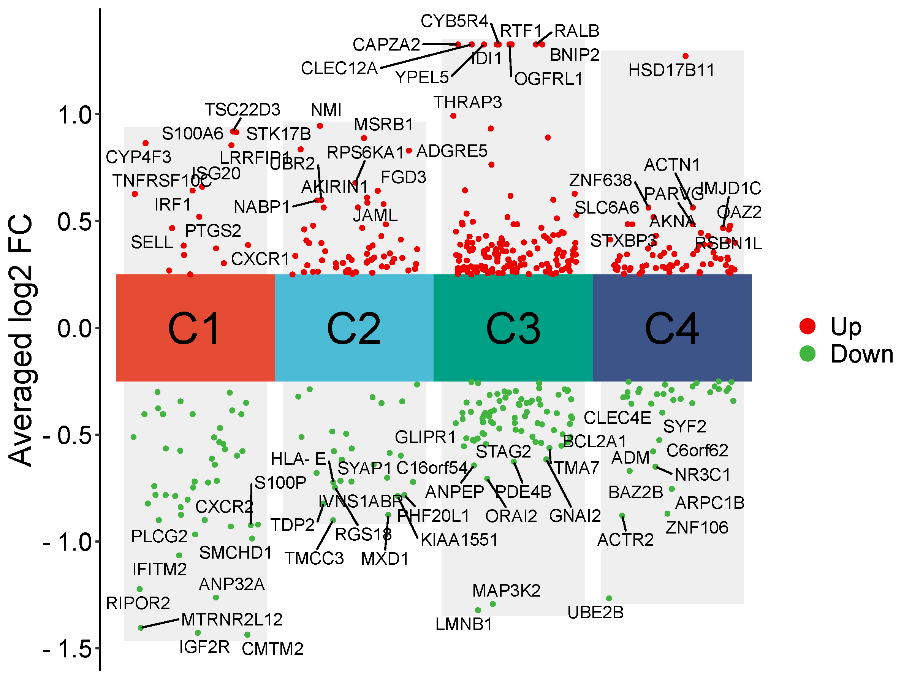 CYB5R4
RTF1
RALB
CAPZA2
BNIP2
CLEC12A
IDI1
YPEL5
OGFRL1
HSD17B11
THRAP3
1.0
TSC22D3
NMI
MSRB1
S100A6
STK17B
CYP4F3
LRRFIP1
UBR2
RPS6KA1
ADGRE5
TNFRSF10C
ISG20
AKIRIN1
FGD3
ZNF638
ACTN1
PARVG
JMJD1C
IRF1
NABP1
JAML
SLC6A6
AKNA
OAZ2
0.5
PTGS2
SELL
CXCR1
STXBP3
RSBN1L
Averaged log2 FC
0.0
C1
C2
C3
C4
Up
Down
CLEC4E
SYF2
- 0.5
GLIPR1
STAG2
BCL2A1
HLA- E
SYAP1
C16orf54
TMA7
ADM
C6orf62
NR3C1
S100P
ANPEP
PDE4B
BAZ2B
CXCR2
IVNS1ABP
PHF20L1
ORAI2
GNAI2
ARPC1B
PLCG2
TDP2
RGS18
KIAA1551
ACTR2
ZNF106
- 1.0
SMCHD1
TMCC3
MXD1
IFITM2
ANP32A
RIPOR2
MAP3K2
UBE2B
MTRNR2L12
LMNB1
IGF2R
CMTM2
- 1.5